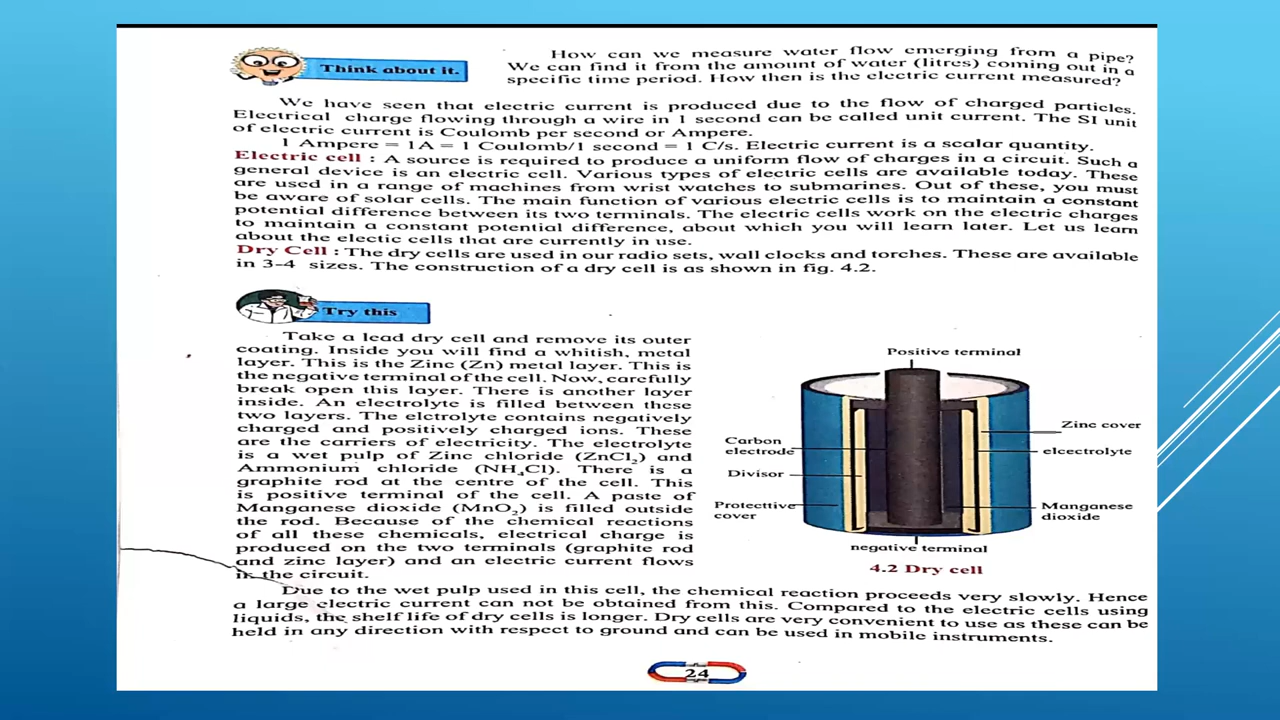 How can we measure water flow emerging from a pipe?
Think about it.
We can find it from the amount of water (litres) coming out in a
specific time period. How then is the electric current measured?
We have seen that electric current is produced due to the flow of charged particles.
Electrical charge flowing through a wire in 1 second can be called unit current. The SI unit
of electric current is Coulomb per second or Ampere.
1 Ampere = 1A = 1 Coulomb/1 second = 1 C/s. Electric current is a scalar quantity.
Electric cell : A source is required to produce a uniform flow of charges in a circuit. Such a
general device is an electric cell. Various types of electric cells are available today. These
are used in a range of machines from wrist watches to submarines. Out of these, you must
be aware of solar cells. The main function of various electric cells is to maintain a constant
potential difference between its two terminals. The electric cells work on the electric charges
to maintain a constant potential difference, about which you will learn later. Let us learn
about the electic cells that are currently in use.
Dry Cell : The dry cells are used in our radio sets, wall clocks and torches. These are available
in 3-4 sizes. The construction of a dry cell is as shown in fig. 4.2.
Try this
Take a lead dry cell and remove its outer
coating. Inside you will find a whitish, metal
layer. This is the Zinc (Zn) metal layer. This is
the negative terminal of the cell. Now, carefully
break open this layer. There is another layer
inside. An electrolyte is filled between these
two layers. The elctrolyte contains negatively
charged and positively charged ions. These
are the carriers of electricity. The electrolyte
is a wet pulp of Zinc chloride (ZnCl₂) and
Ammonium chloride (NH₄Cl). There is a
graphite rod at the centre of the cell. This
is positive terminal of the cell. A paste of
Manganese dioxide (MnO₂) is filled outside
the rod. Because of the chemical reactions
of all these chemicals, electrical charge is
produced on the two terminals (graphite rod
and zinc layer) and an electric current flows
in the circuit.
Positive terminal
Zinc cover
Carbon
electrode
elcectrolyte
Divisor
Protecttive
cover
Manganese
dioxide
negative terminal
4.2 Dry cell
Due to the wet pulp used in this cell, the chemical reaction proceeds very slowly. Hence
a large electric current can not be obtained from this. Compared to the electric cells using
liquids, the shelf life of dry cells is longer. Dry cells are very convenient to use as these can be
held in any direction with respect to ground and can be used in mobile instruments.
24